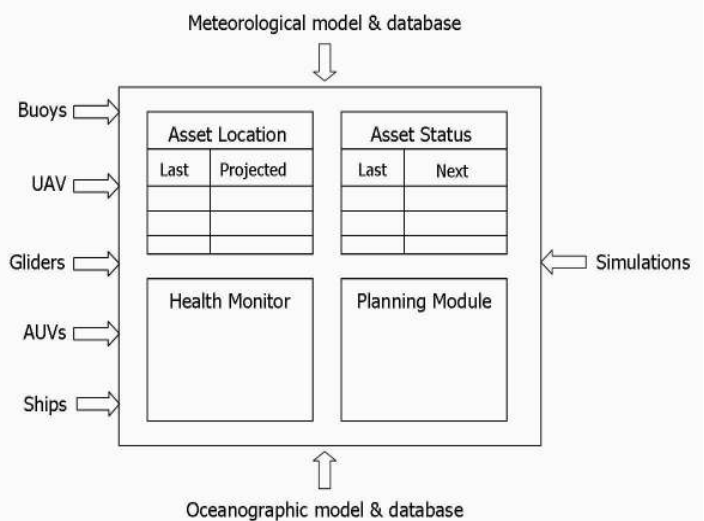 Meteorological model & database
Buoys
UAV
Gliders
AUVs
Ships
Asset Location
Last Projected
Asset Status
Last Next
Health Monitor
Planning Module
Simulations
Oceanographic model & database